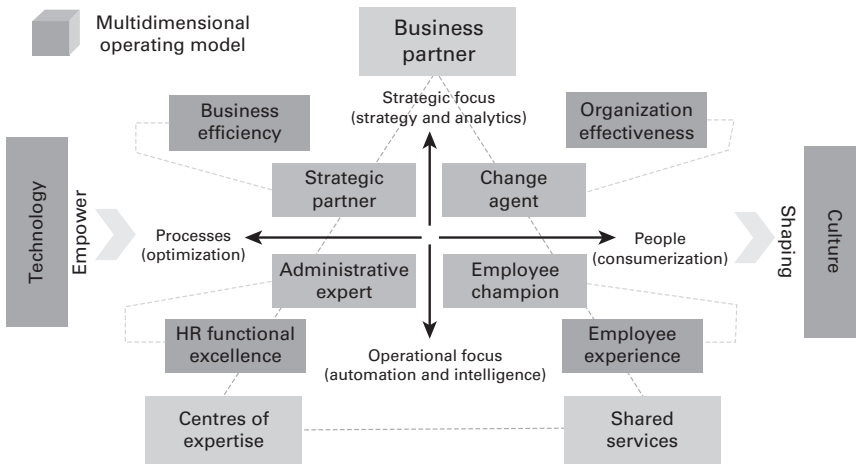 Multidimensional
operating model
Business
partner
Strategic focus
(strategy and analytics)
Business
efficiency
Organization
effectiveness
Strategic
partner
Change
agent
Technology
Empower
Processes
(optimization)
People
(consumerization)
Shaping
Culture
Administrative
expert
Employee
champion
HR functional
excellence
Operational focus
(automation and intelligence)
Employee
experience
Centres of
expertise
Shared
services